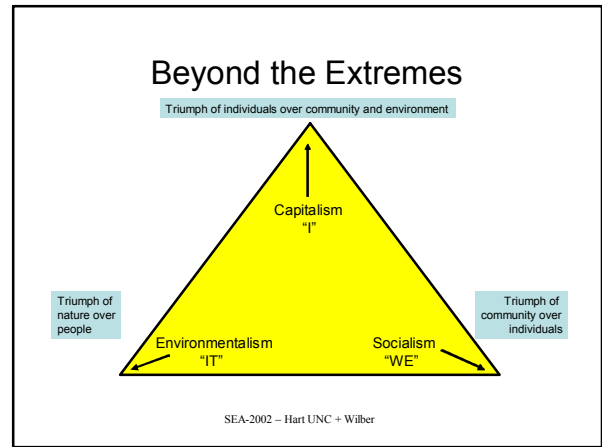 Beyond the Extremes
Triumph of individuals over community and environment
Capitalism
“I”
Triumph of
nature over
people
Triumph of
community over
individuals
Environmentalism
“IT”
Socialism
“WE”
SEA-2002 – Hart UNC + Wilber